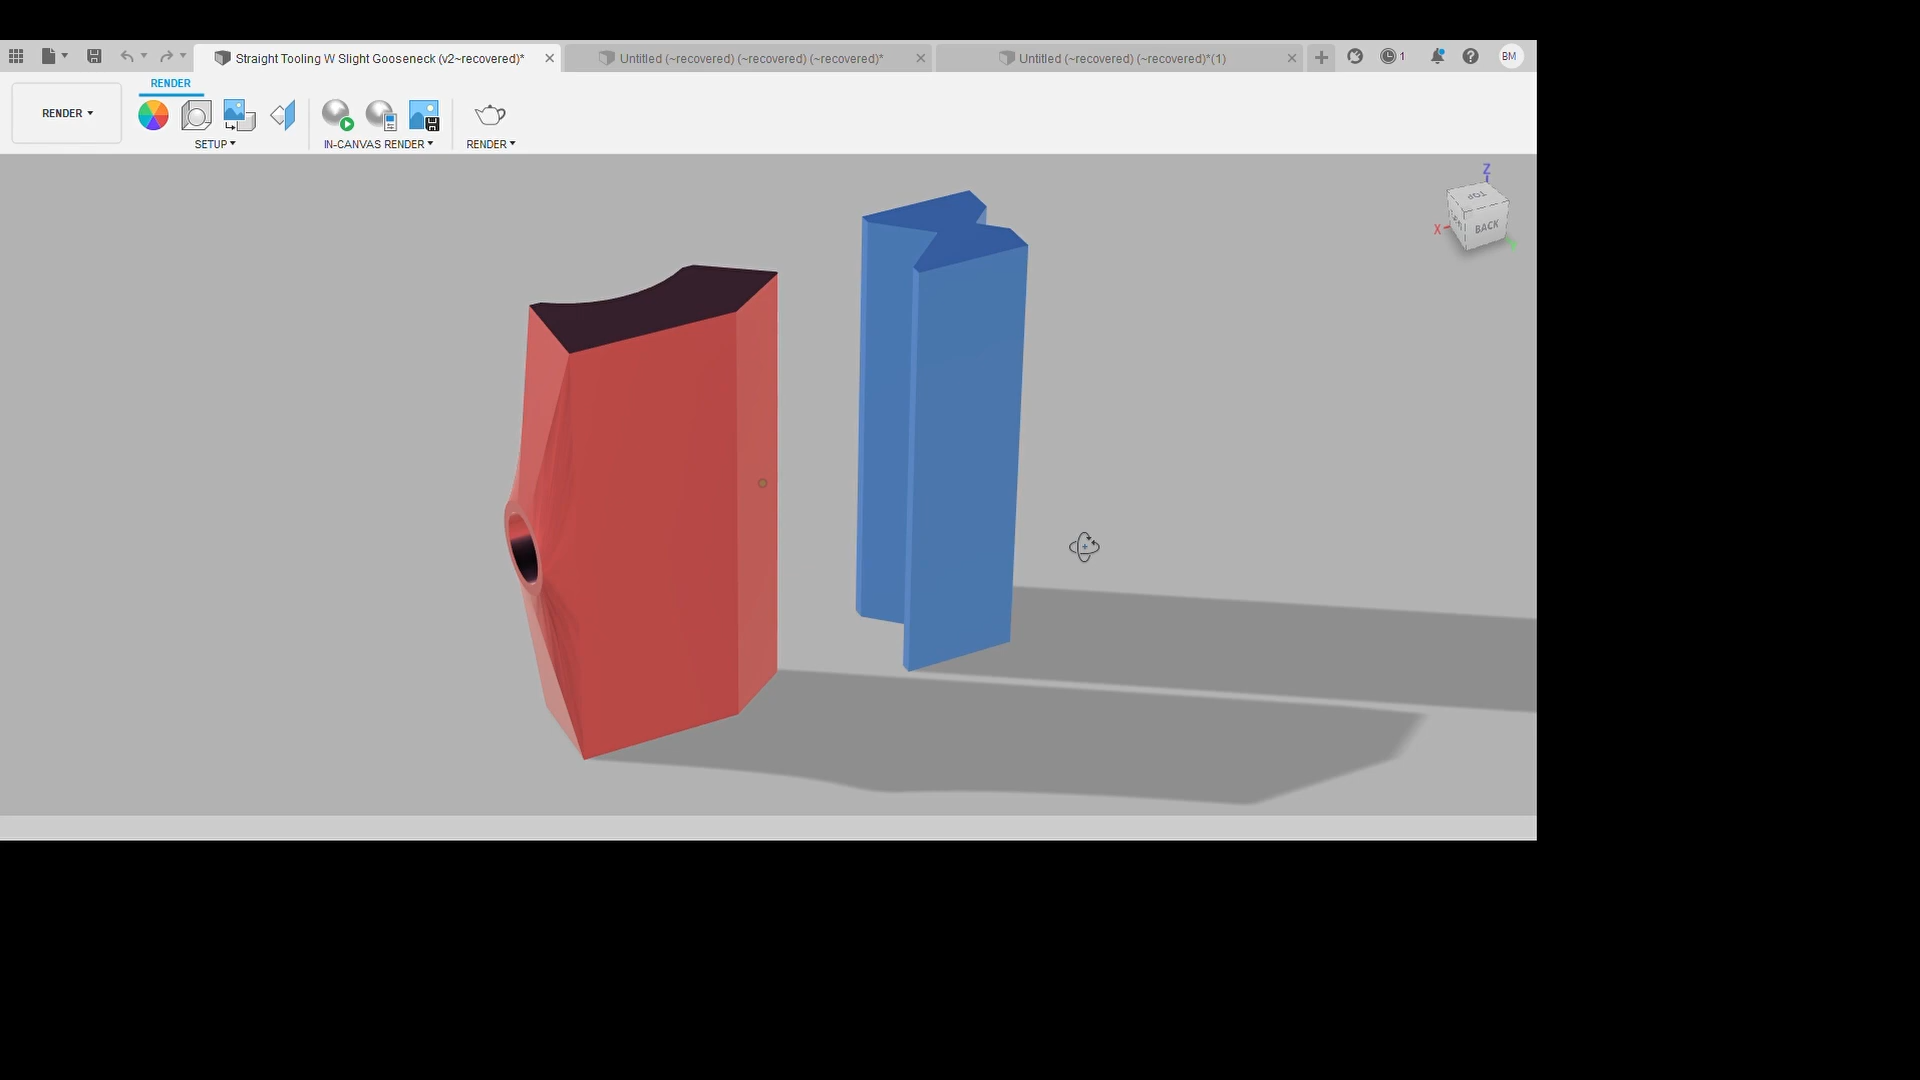 Straight Tooling W Slight Gooseneck (v2~recovered)*
Untitled (~recovered) (~recovered) (~recovered)*
Untitled (~recovered) (~recovered)*(1)
1
BM
RENDER
RENDER
SETUP
IN-CANVAS RENDER
RENDER
Z
TOP
X
BACK